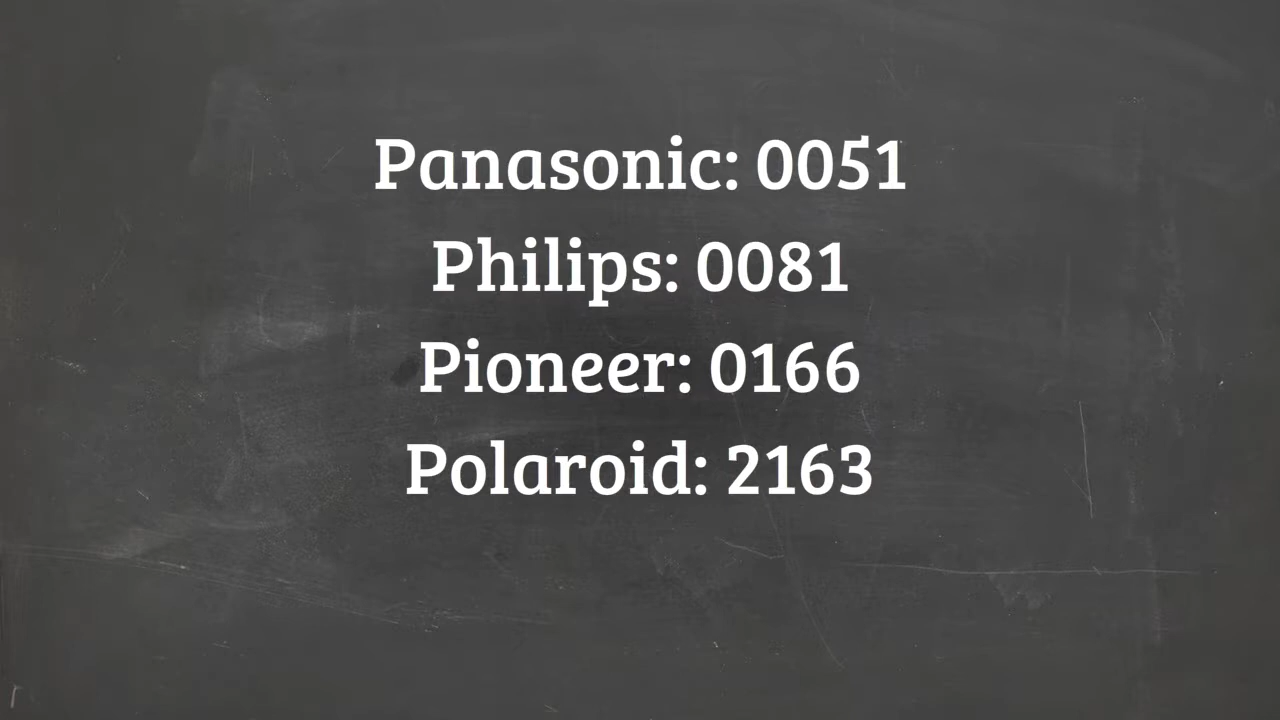 Panasonic: 0051
Philips: 0081
Pioneer: 0166
Polaroid: 2163